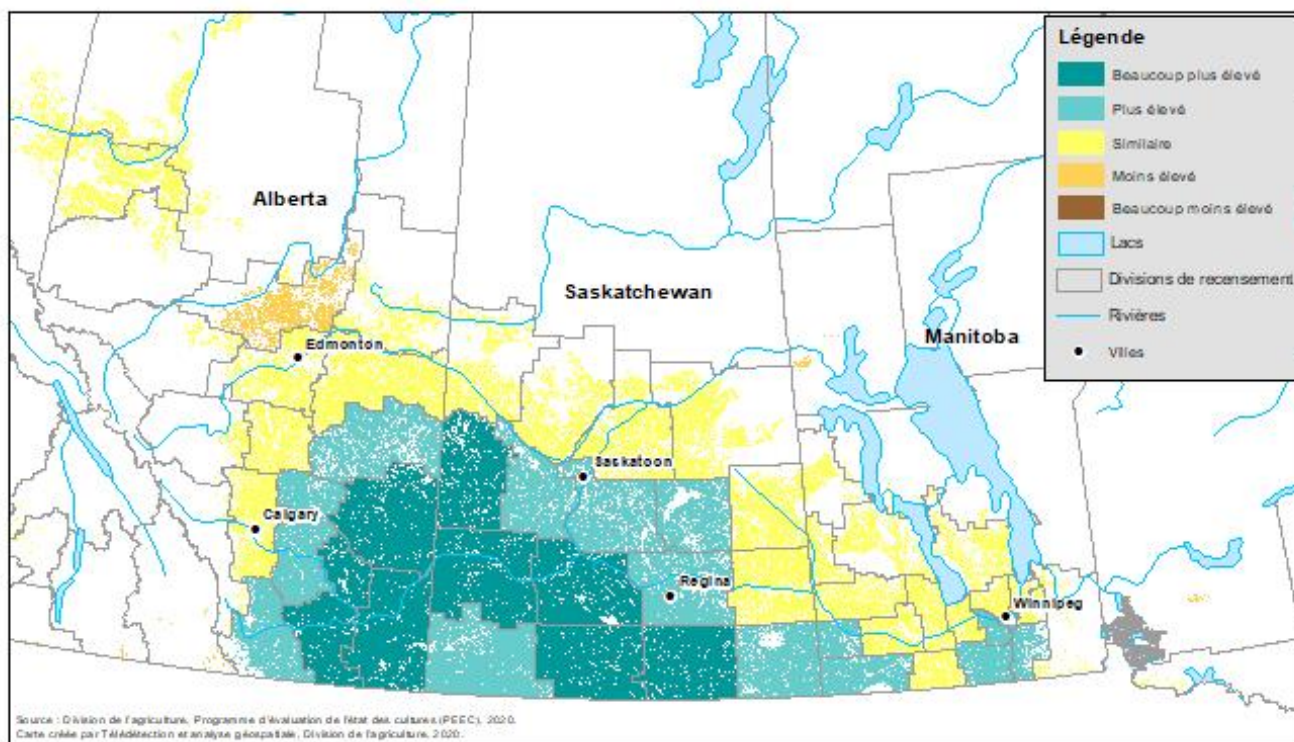 Légende
Beaucoup plus élevé
Plus élevé
Similaire
Moins élevé
Beaucoup moins élevé
Lacs
Divisions de recensement
Rivières
Villes
Alberta
Saskatchewan
Manitoba
Edmonton
Saskatoon
Calgary
Regina
Winnipeg
Source : Division de l'agriculture, Programme d'évaluation de l'état des cultures (PEEC), 2020.
Carte créée par Télédétection et analyse géospatiale, Division de l'agriculture, 2020.